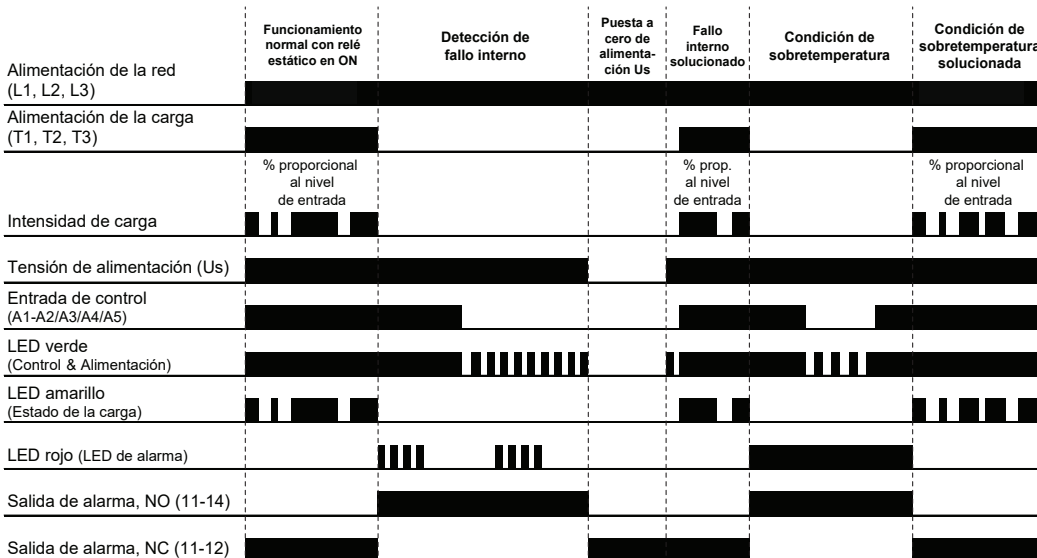 Funcionamiento
normal con relé
estático en ON
Detección de
fallo interno
Puesta a
cero de
alimenta-
ción Us
Fallo
interno
solucionado
Condición de
sobretemperatura
Condición de
sobretemperatura
solucionada
Alimentación de la red
(L1, L2, L3)
Alimentación de la carga
(T1, T2, T3)
% proporcional
al nivel
de entrada
% prop.
al nivel
de entrada
% proporcional
al nivel
de entrada
Intensidad de carga
Tensión de alimentación (Us)
Entrada de control
(A1-A2/A3/A4/A5)
LED verde
(Control & Alimentación)
LED amarillo
(Estado de la carga)
LED rojo (LED de alarma)
Salida de alarma, NO (11-14)
Salida de alarma, NC (11-12)